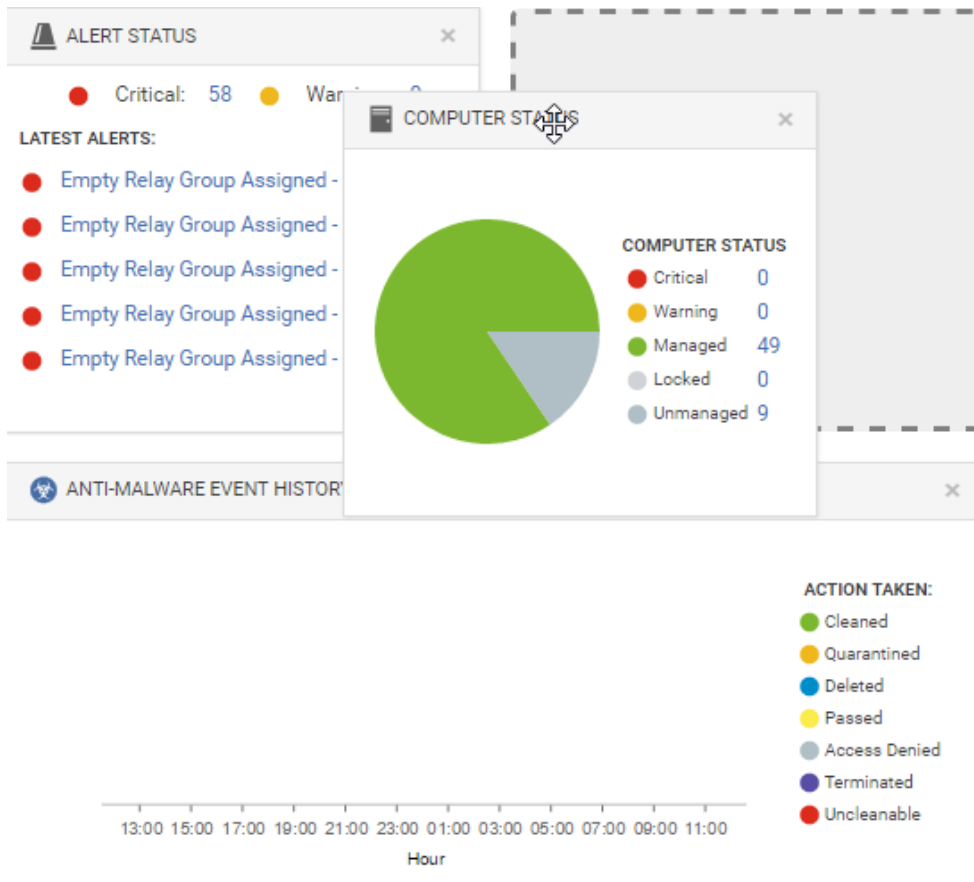 ALERT STATUS
Critical: 58
COMPUTER STATUS
LATEST ALERTS:
Empty Relay Group Assigned -
Empty Relay Group Assigned -
Empty Relay Group Assigned -
Empty Relay Group Assigned -
Empty Relay Group Assigned -
COMPUTER STATUS
Critical 0
Warning 0
Managed 49
Locked 0
Unmanaged 9
ANTI-MALWARE EVENT HISTORY
ACTION TAKEN:
Cleaned
Quarantined
Deleted
Passed
Access Denied
Terminated
Uncleanable
13:00 15:00 17:00 19:00 21:00 23:00 01:00 03:00 05:00 07:00 09:00 11:00
Hour